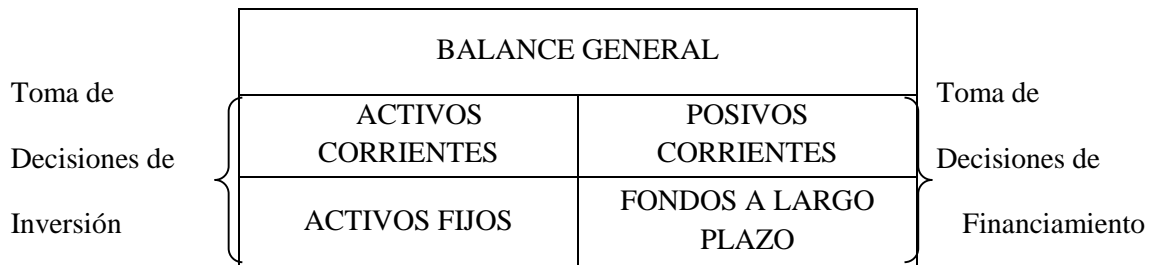 BALANCE GENERAL
Toma de
Decisiones de
Inversión
ACTIVOS
CORRIENTES
POSIVOS
CORRIENTES
ACTIVOS FIJOS
FONDOS A LARGO
PLAZO
Toma de
Decisiones de
Financiamiento